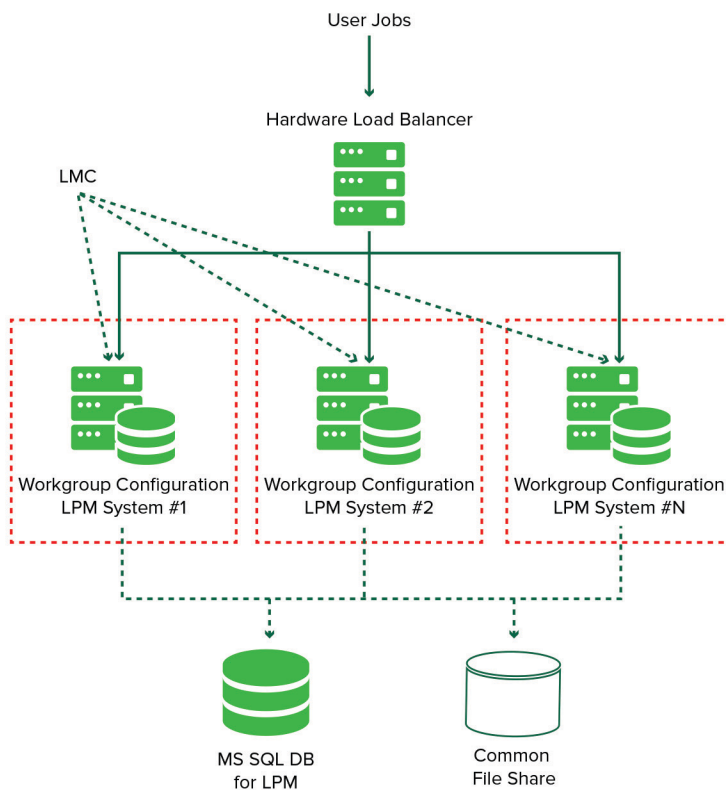 User Jobs
Hardware Load Balancer
LMC
Workgroup Configuration
LPM System #1
Workgroup Configuration
LPM System #2
Workgroup Configuration
LPM System #N
MS SQL DB
for LPM
Common
File Share